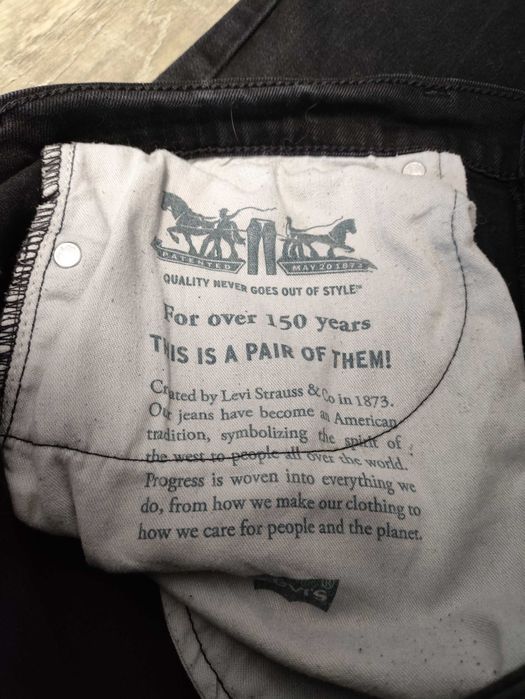 PATENTED MAY 20 1873
QUALITY NEVER GOES OUT OF STYLE™
For over 150 years
THIS IS A PAIR OF THEM!
Created by Levi Strauss & Co in 1873.
Our jeans have become an American
tradition, symbolizing the spirit of
the west to people all over the world.
Progress is woven into everything we
do, from how we make our clothing to
how we care for people and the planet.
Levi's ®